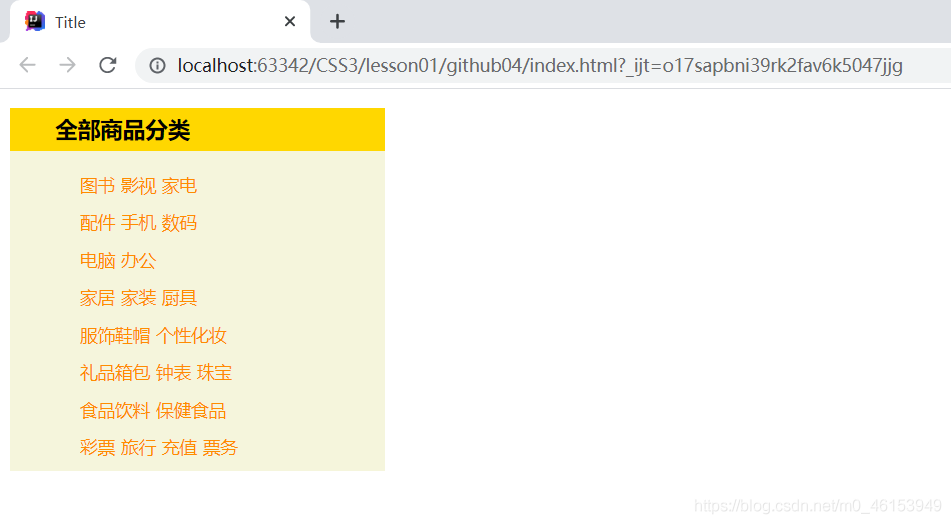 Title
localhost:63342/CSS3/lesson01/github04/index.html?_ijt=o17sapbni39rk2fav6k5047jjg
全部商品分类
图书 影视 家电
配件 手机 数码
电脑 办公
家居 家装 厨具
服饰鞋帽 个性化妆
礼品箱包 钟表 珠宝
食品饮料 保健食品
彩票 旅行 充值 票务
https://blog.csdn.net/m0_46153949